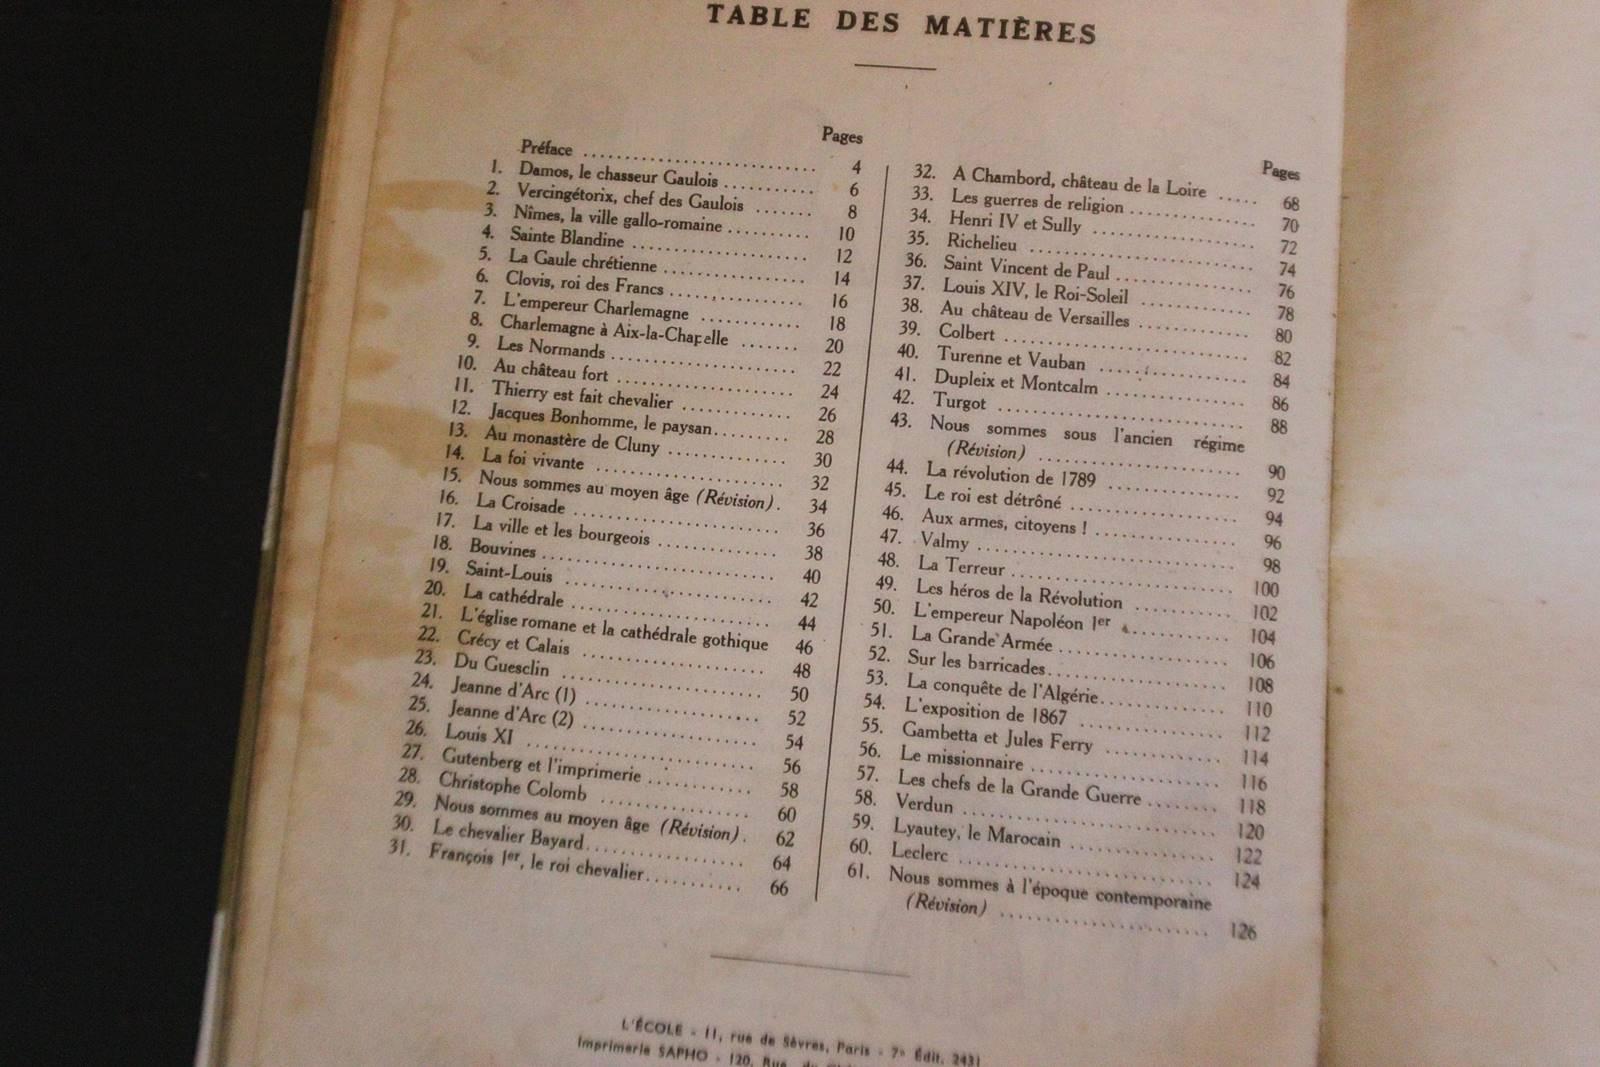 TABLE DES MATIÈRES
Pages
Préface .......................... 4
1. Damos, le chasseur Gaulois ........... 6
2. Vercingétorix, chef des Gaulois ....... 8
3. Nîmes, la ville gallo-romaine .......... 10
4. Sainte Blandine ..................... 12
5. La Gaule chrétienne ................. 14
6. Clovis, roi des Francs ................ 16
7. L'empereur Charlemagne ............ 18
8. Charlemagne à Aix-la-Chapelle ....... 20
9. Les Normands ....................... 22
10. Au château fort ..................... 24
11. Thierry est fait chevalier ............. 26
12. Jacques Bonhomme, le paysan......... 28
13. Au monastère de Cluny .............. 30
14. La foi vivante ....................... 32
15. Nous sommes au moyen âge (Révision) . 34
16. La Croisade ......................... 36
17. La ville et les bourgeois .............. 38
18. Bouvines ............................ 40
19. Saint-Louis ......................... 42
20. La cathédrale ........................ 44
21. L'église romane et la cathédrale gothique 46
22. Crécy et Calais ...................... 48
23. Du Guesclin ......................... 50
24. Jeanne d'Arc (1) ..................... 52
25. Jeanne d'Arc (2) ..................... 54
26. Louis XI ............................ 56
27. Gutenberg et l'imprimerie ............ 58
28. Christophe Colomb .................. 60
29. Nous sommes au moyen âge (Révision) . 62
30. Le chevalier Bayard................... 64
31. François 1er, le roi chevalier........... 66
Pages
32. A Chambord, château de la Loire ..... 68
33. Les guerres de religion ............... 70
34. Henri IV et Sully .................... 72
35. Richelieu ........................... 74
36. Saint Vincent de Paul ................ 76
37. Louis XIV, le Roi-Soleil .............. 78
38. Au château de Versailles ............. 80
39. Colbert ............................. 82
40. Turenne et Vauban .................. 84
41. Dupleix et Montcalm ................ 86
42. Turgot ............................. 88
43. Nous sommes sous l'ancien régime
(Révision) ....................... 90
44. La révolution de 1789 ............... 92
45. Le roi est détrôné ................... 94
46. Aux armes, citoyens ! ................ 96
47. Valmy .............................. 98
48. La Terreur .......................... 100
49. Les héros de la Révolution ........... 102
50. L'empereur Napoléon 1er ............ 104
51. La Grande Armée ................... 106
52. Sur les barricades..................... 108
53. La conquête de l'Algérie.............. 110
54. L'exposition de 1867 ................ 112
55. Gambetta et Jules Ferry ............. 114
56. Le missionnaire ...................... 116
57. Les chefs de la Grande Guerre ........ 118
58. Verdun ............................. 120
59. Lyautey, le Marocain ................ 122
60. Leclerc ............................. 124
61. Nous sommes à l'époque contemporaine
(Révision) ........................ 126
L'ÉCOLE - 11, rue de Sèvres, Paris - 7e Édit. 2431
Imprimerie SAPHO - 120, Rue